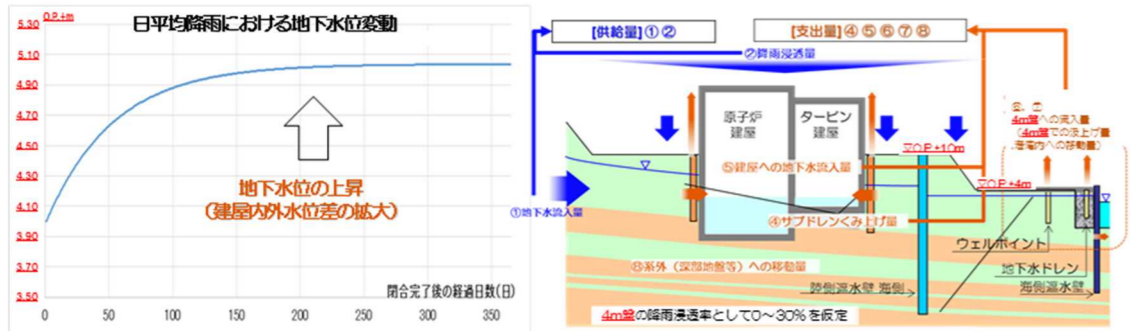 O.P.+m
日平均降雨における地下水位変動
5.30
5.10
4.90
4.70
4.50
4.30
4.10
3.90
3.70
3.50
0
50
100
150
200
250
300
350
地下水位の上昇
(建屋内外水位差の拡大)
閉合完了後の経過日数(日)
[供給量]①②
[支出量]④⑤⑥⑦⑧
②降雨浸透量
原子炉
建屋
タービン
建屋
⑥、⑦
4m盤への流入量
(4m盤での汲上げ量
港湾内への移動量)
▽O.P.+10m
⑤建屋への地下水流入量
▽O.P.+4m
①地下水流入量
④サブドレンくみ上げ量
ウェルポイント
⑧系外(深部地盤等)への移動量
地下水ドレン
陸側遮水壁 海側
海側遮水壁
4m盤の降雨浸透率として0～30%を仮定